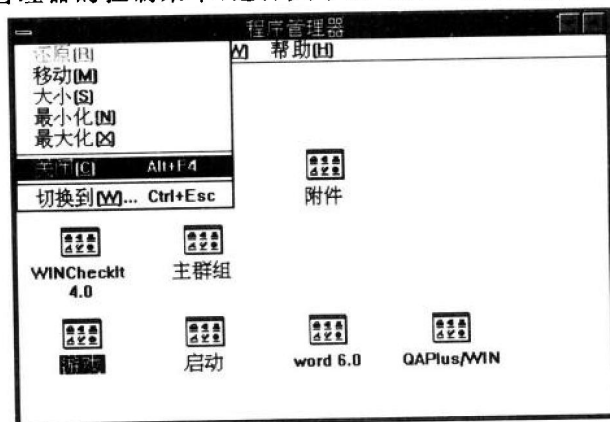 程序管理器
还原(R)
W) 帮助(H)
移动(M)
大小(S)
最小化(N)
最大化(X)
关闭(C) Alt+F4
切换到(W)... Ctrl+Esc
附件
WINCheckIt
4.0
主群组
启动
word 6.0
QAPlus/WIN